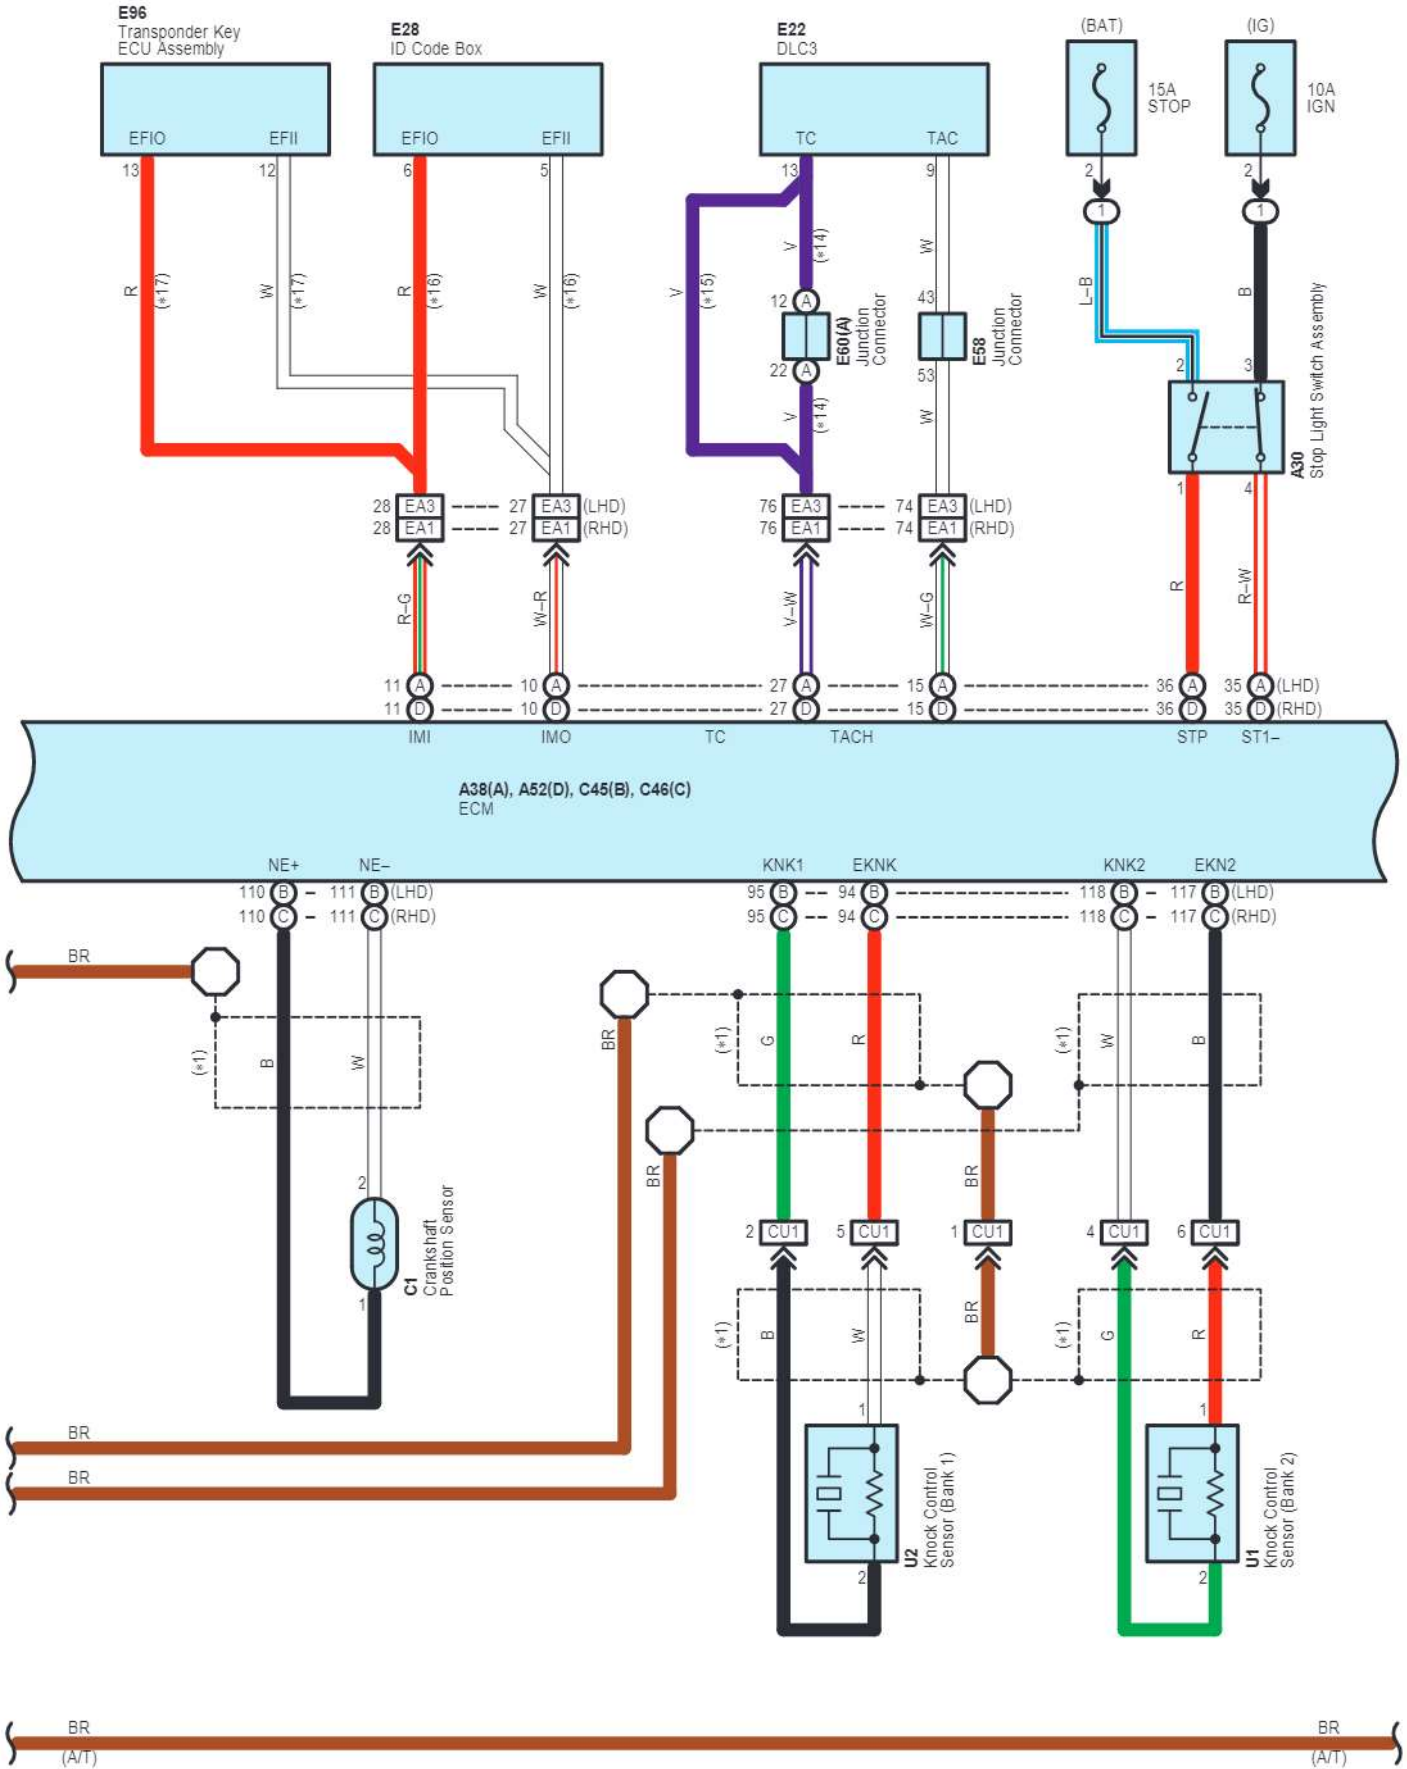 E96
Transponder Key
ECU Assembly
E28
ID Code Box
E22
DLC3
(BAT)
(IG)
15A
STOP
10A
IGN
EFIO
EFII
EFIO
EFII
TC
TAC
13
12
6
5
13
9
2
2
1
1
R
(*17)
W
(*17)
R
(*16)
W
(*16)
V
(*15)
V
(*14)
W
L–B
B
12
A
43
E60(A)
Junction
Connector
E58
Junction
Connector
22
A
53
V
(*14)
W
2
3
A30
Stop Light Switch Assembly
1
4
28 EA3
27 EA3 (LHD)
76 EA3
74 EA3 (LHD)
28 EA1
27 EA1 (RHD)
76 EA1
74 EA1 (RHD)
R–G
W–R
V–W
W–G
R
R–W
11 A
10 A
27 A
15 A
36 A
35 A (LHD)
11 D
10 D
27 D
15 D
36 D
35 D (RHD)
IMI
IMO
TC
TACH
STP
ST1–
A38(A), A52(D), C45(B), C46(C)
ECM
NE+
NE–
KNK1
EKNK
KNK2
EKN2
110 B
111 B (LHD)
95 B
94 B
118 B
117 B (LHD)
110 C
111 C (RHD)
95 C
94 C
118 C
117 C (RHD)
BR
(*1)
B
W
BR
(*1)
G
R
(*1)
W
B
BR
BR
2
C1
Crankshaft
Position Sensor
1
2 CU1
5 CU1
1 CU1
4 CU1
6 CU1
(*1)
B
W
BR
(*1)
G
R
1
1
BR
BR
U2
Knock Control
Sensor (Bank 1)
U1
Knock Control
Sensor (Bank 2)
2
2
BR
(A/T)
BR
(A/T)